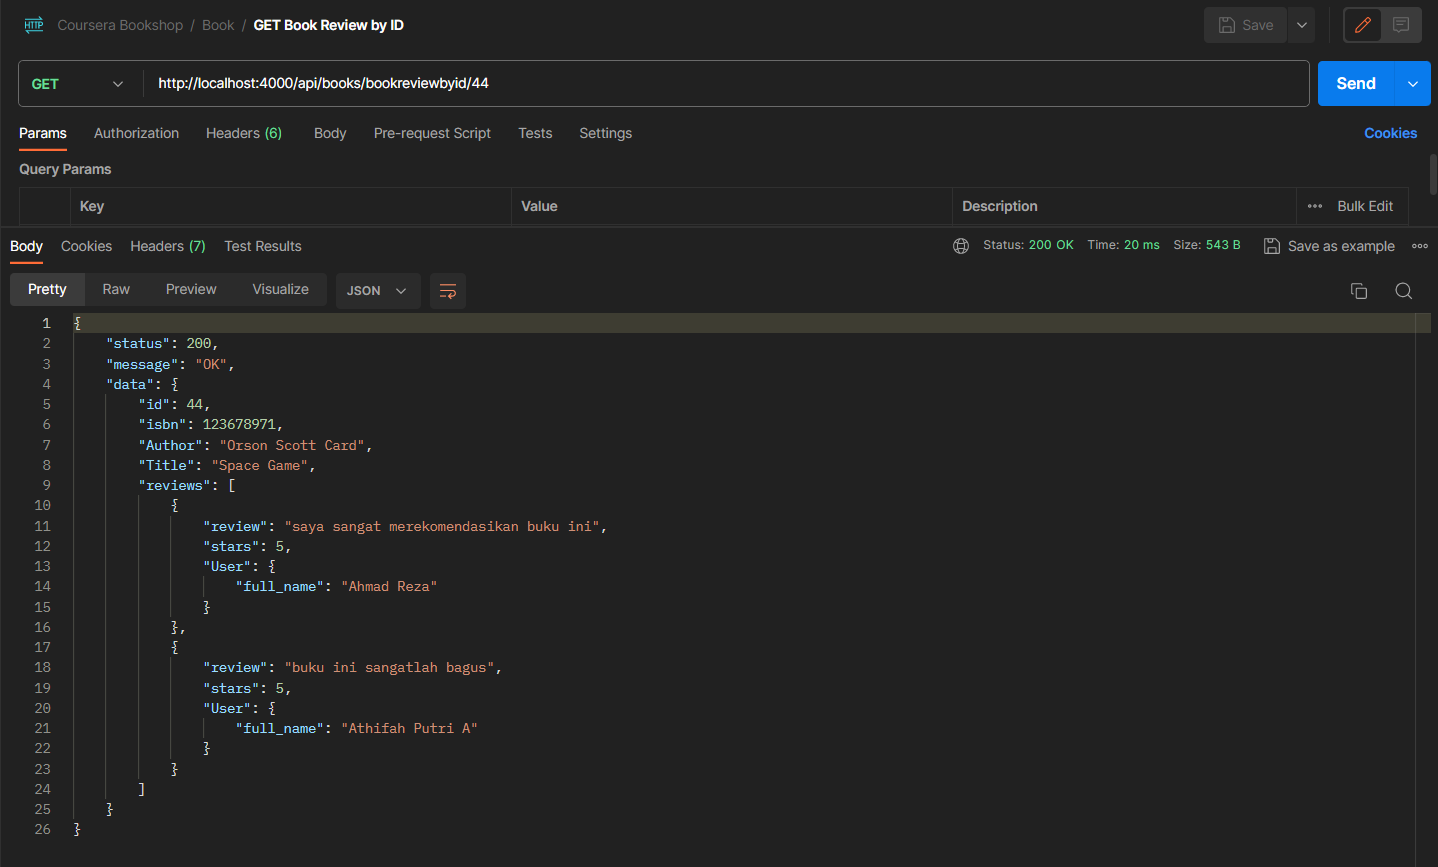 HTTP Coursera Bookshop / Book / GET Book Review by ID Save
GET http://localhost:4000/api/books/bookreviewbyid/44 Send
Params Authorization Headers (6) Body Pre-request Script Tests Settings Cookies
Query Params
Key Value Description ••• Bulk Edit
Body Cookies Headers (7) Test Results Status: 200 OK Time: 20 ms Size: 543 B Save as example
Pretty Raw Preview Visualize JSON
1 {
2 "status": 200,
3 "message": "OK",
4 "data": {
5 "id": 44,
6 "isbn": 123678971,
7 "Author": "Orson Scott Card",
8 "Title": "Space Game",
9 "reviews": [
10 {
11 "review": "saya sangat merekomendasikan buku ini",
12 "stars": 5,
13 "User": {
14 "full_name": "Ahmad Reza"
15 }
16 },
17 {
18 "review": "buku ini sangatlah bagus",
19 "stars": 5,
20 "User": {
21 "full_name": "Athifah Putri A"
22 }
23 }
24 ]
25 }
26 }